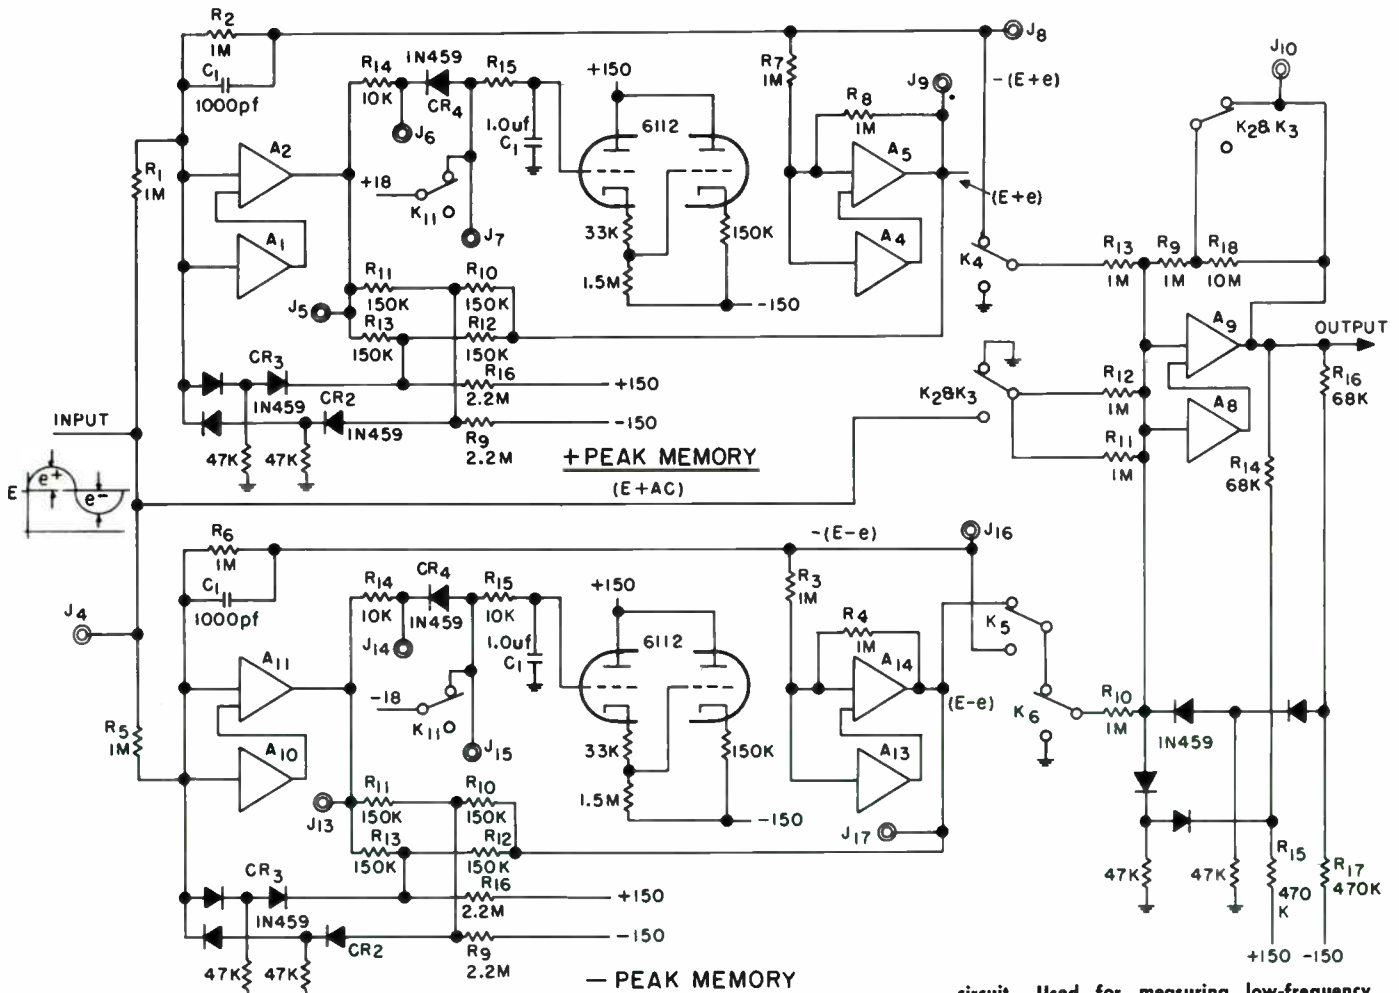 R2
1M
C1
1000pf
R1
1M
A2
A1
R14
10K
1N459
CR4
R15
J6
J7
+18
K11
1.0uf
C1
+150
6112
33K
150K
1.5M
-150
R7
1M
R8
1M
J9
A5
A4
J8
-(E+e)
(E+e)
K4
J10
K2&K3
R13
1M
R9
1M
R18
10M
A9
A8
OUTPUT
R16
68K
R14
68K
R12
1M
R11
1M
K2&K3
J5
R11
150K
R10
150K
R13
150K
R12
150K
CR3
1N459
CR2
1N459
R16
2.2M
+150
R9
2.2M
-150
47K
47K
INPUT
E
e+
e-
+PEAK MEMORY
(E+AC)
J4
R6
1M
C1
1000pf
R5
1M
A11
A10
R14
10K
CR4
1N459
R15
10K
J14
J15
-18
K11
1.0uf
C1
+150
6112
33K
150K
1.5M
-150
-(E-e)
J16
R3
1M
R4
1M
A14
A13
(E-e)
J17
K5
K6
R10
1M
1N459
47K
47K
R15
470
K
R17
470K
+150 -150
J13
R11
150K
R10
150K
R13
150K
R12
150K
CR3
1N459
CR2
R16
2.2M
+150
R9
2.2M
-150
47K
47K
— PEAK MEMORY
circuit. Used for measuring low-frequency